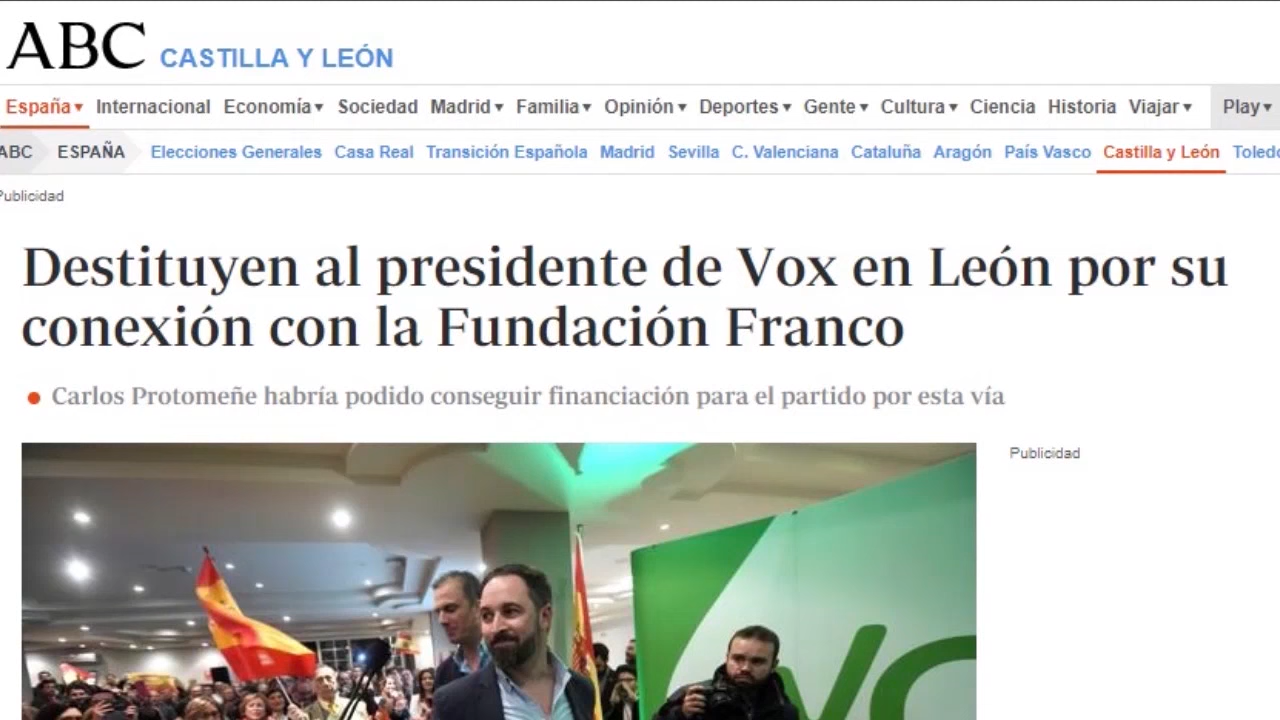 ABC CASTILLA Y LEÓN
España Internacional Economía Sociedad Madrid Familia Opinión Deportes Gente Cultura Ciencia Historia Viajar Play
ABC ESPAÑA Elecciones Generales Casa Real Transición Española Madrid Sevilla C. Valenciana Cataluña Aragón País Vasco Castilla y León Toledo
Publicidad
Destituyen al presidente de Vox en León por su
conexión con la Fundación Franco
Carlos Protomeñe habría podido conseguir financiación para el partido por esta vía
Publicidad
VO